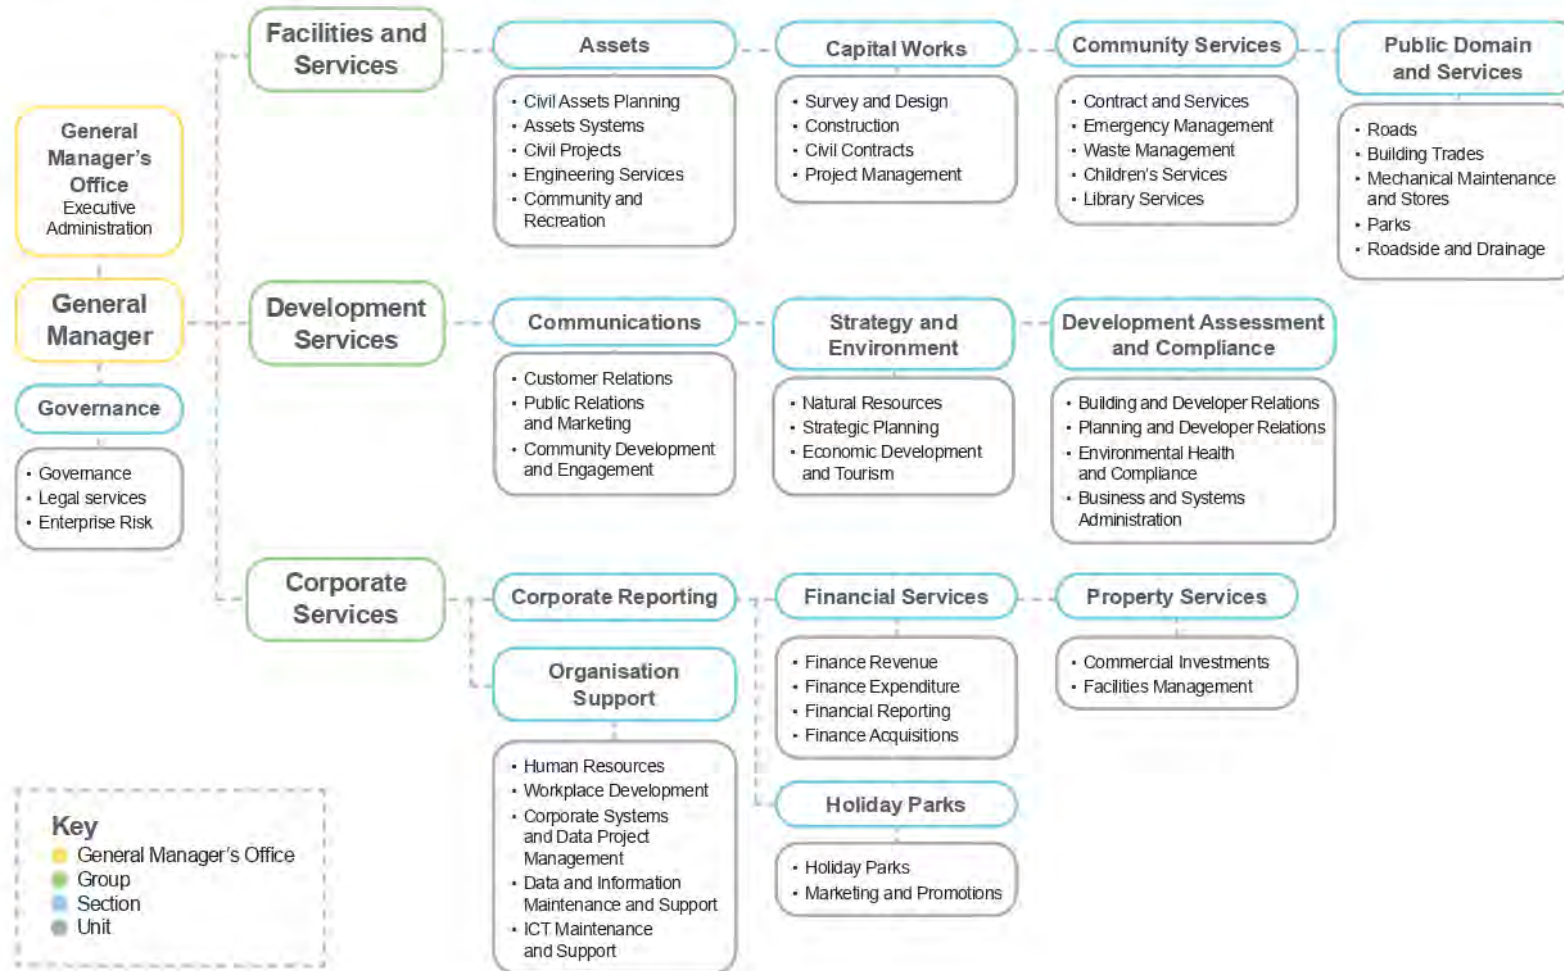 General
Manager's
Office
Executive
Administration
General
Manager
Governance
• Governance
• Legal services
• Enterprise Risk
Facilities and
Services
Assets
• Civil Assets Planning
• Assets Systems
• Civil Projects
• Engineering Services
• Community and
Recreation
Capital Works
• Survey and Design
• Construction
• Civil Contracts
• Project Management
Community Services
• Contract and Services
• Emergency Management
• Waste Management
• Children's Services
• Library Services
Public Domain
and Services
• Roads
• Building Trades
• Mechanical Maintenance
and Stores
• Parks
• Roadside and Drainage
Development
Services
Communications
• Customer Relations
• Public Relations
and Marketing
• Community Development
and Engagement
Strategy and
Environment
• Natural Resources
• Strategic Planning
• Economic Development
and Tourism
Development Assessment
and Compliance
• Building and Developer Relations
• Planning and Developer Relations
• Environmental Health
and Compliance
• Business and Systems
Administration
Corporate
Services
Corporate Reporting
Organisation
Support
• Human Resources
• Workplace Development
• Corporate Systems
and Data Project
Management
• Data and Information
Maintenance and Support
• ICT Maintenance
and Support
Financial Services
• Finance Revenue
• Finance Expenditure
• Financial Reporting
• Finance Acquisitions
Holiday Parks
• Holiday Parks
• Marketing and Promotions
Property Services
• Commercial Investments
• Facilities Management
Key
General Manager's Office
Group
Section
Unit